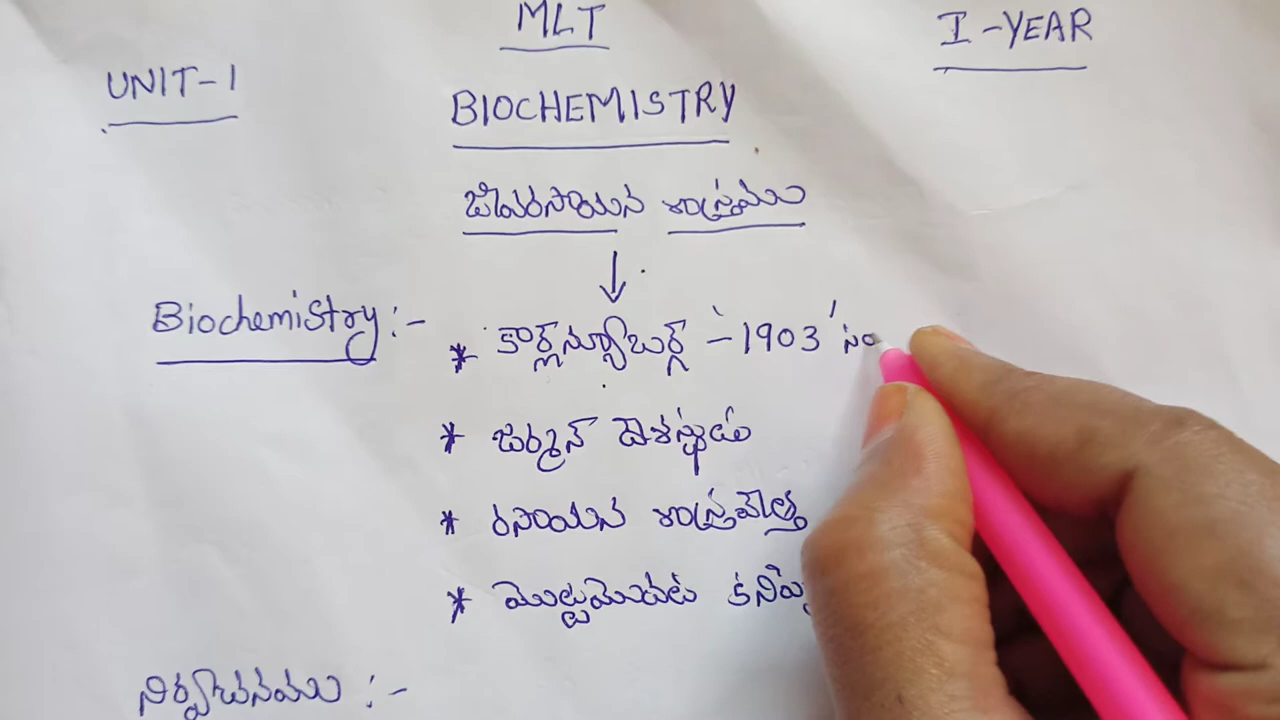 MLT
I-YEAR
UNIT-1
BIOCHEMISTRY
జీవరసాయన శాస్త్రము
Biochemistry:-
* కార్ల్‌న్యూబర్గ్ - '1903' సం
* జర్మన్ దేశస్థుడు
* రసాయన శాస్త్రవేత్త
* మొట్టమొదట
నిర్వచనము :-